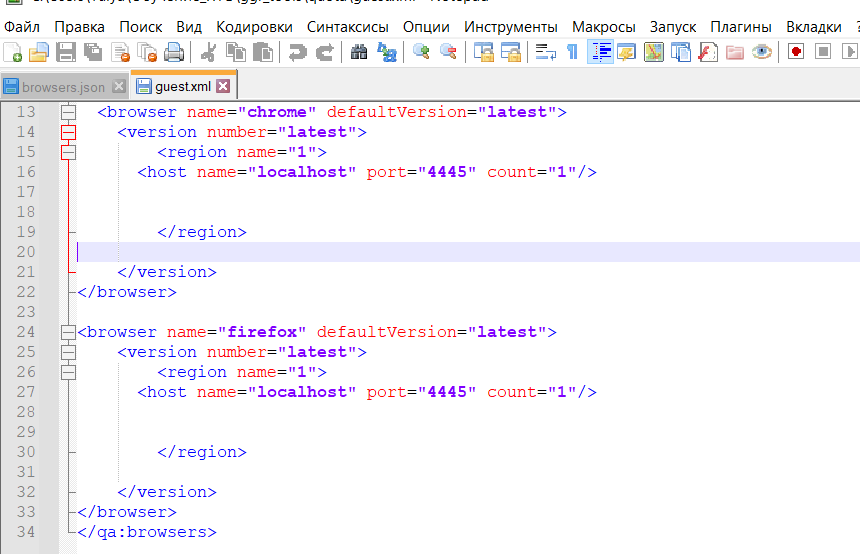 Файл Правка Поиск Вид Кодировки Синтаксисы Опции Инструменты Макросы Запуск Плагины Вкладки
browsers.json guest.xml
13 <browser name="chrome" defaultVersion="latest">
14 <version number="latest">
15 <region name="1">
16 <host name="localhost" port="4445" count="1"/>
17
18
19 </region>
20
21 </version>
22 </browser>
23
24 <browser name="firefox" defaultVersion="latest">
25 <version number="latest">
26 <region name="1">
27 <host name="localhost" port="4445" count="1"/>
28
29
30 </region>
31
32 </version>
33 </browser>
34 </qa:browsers>